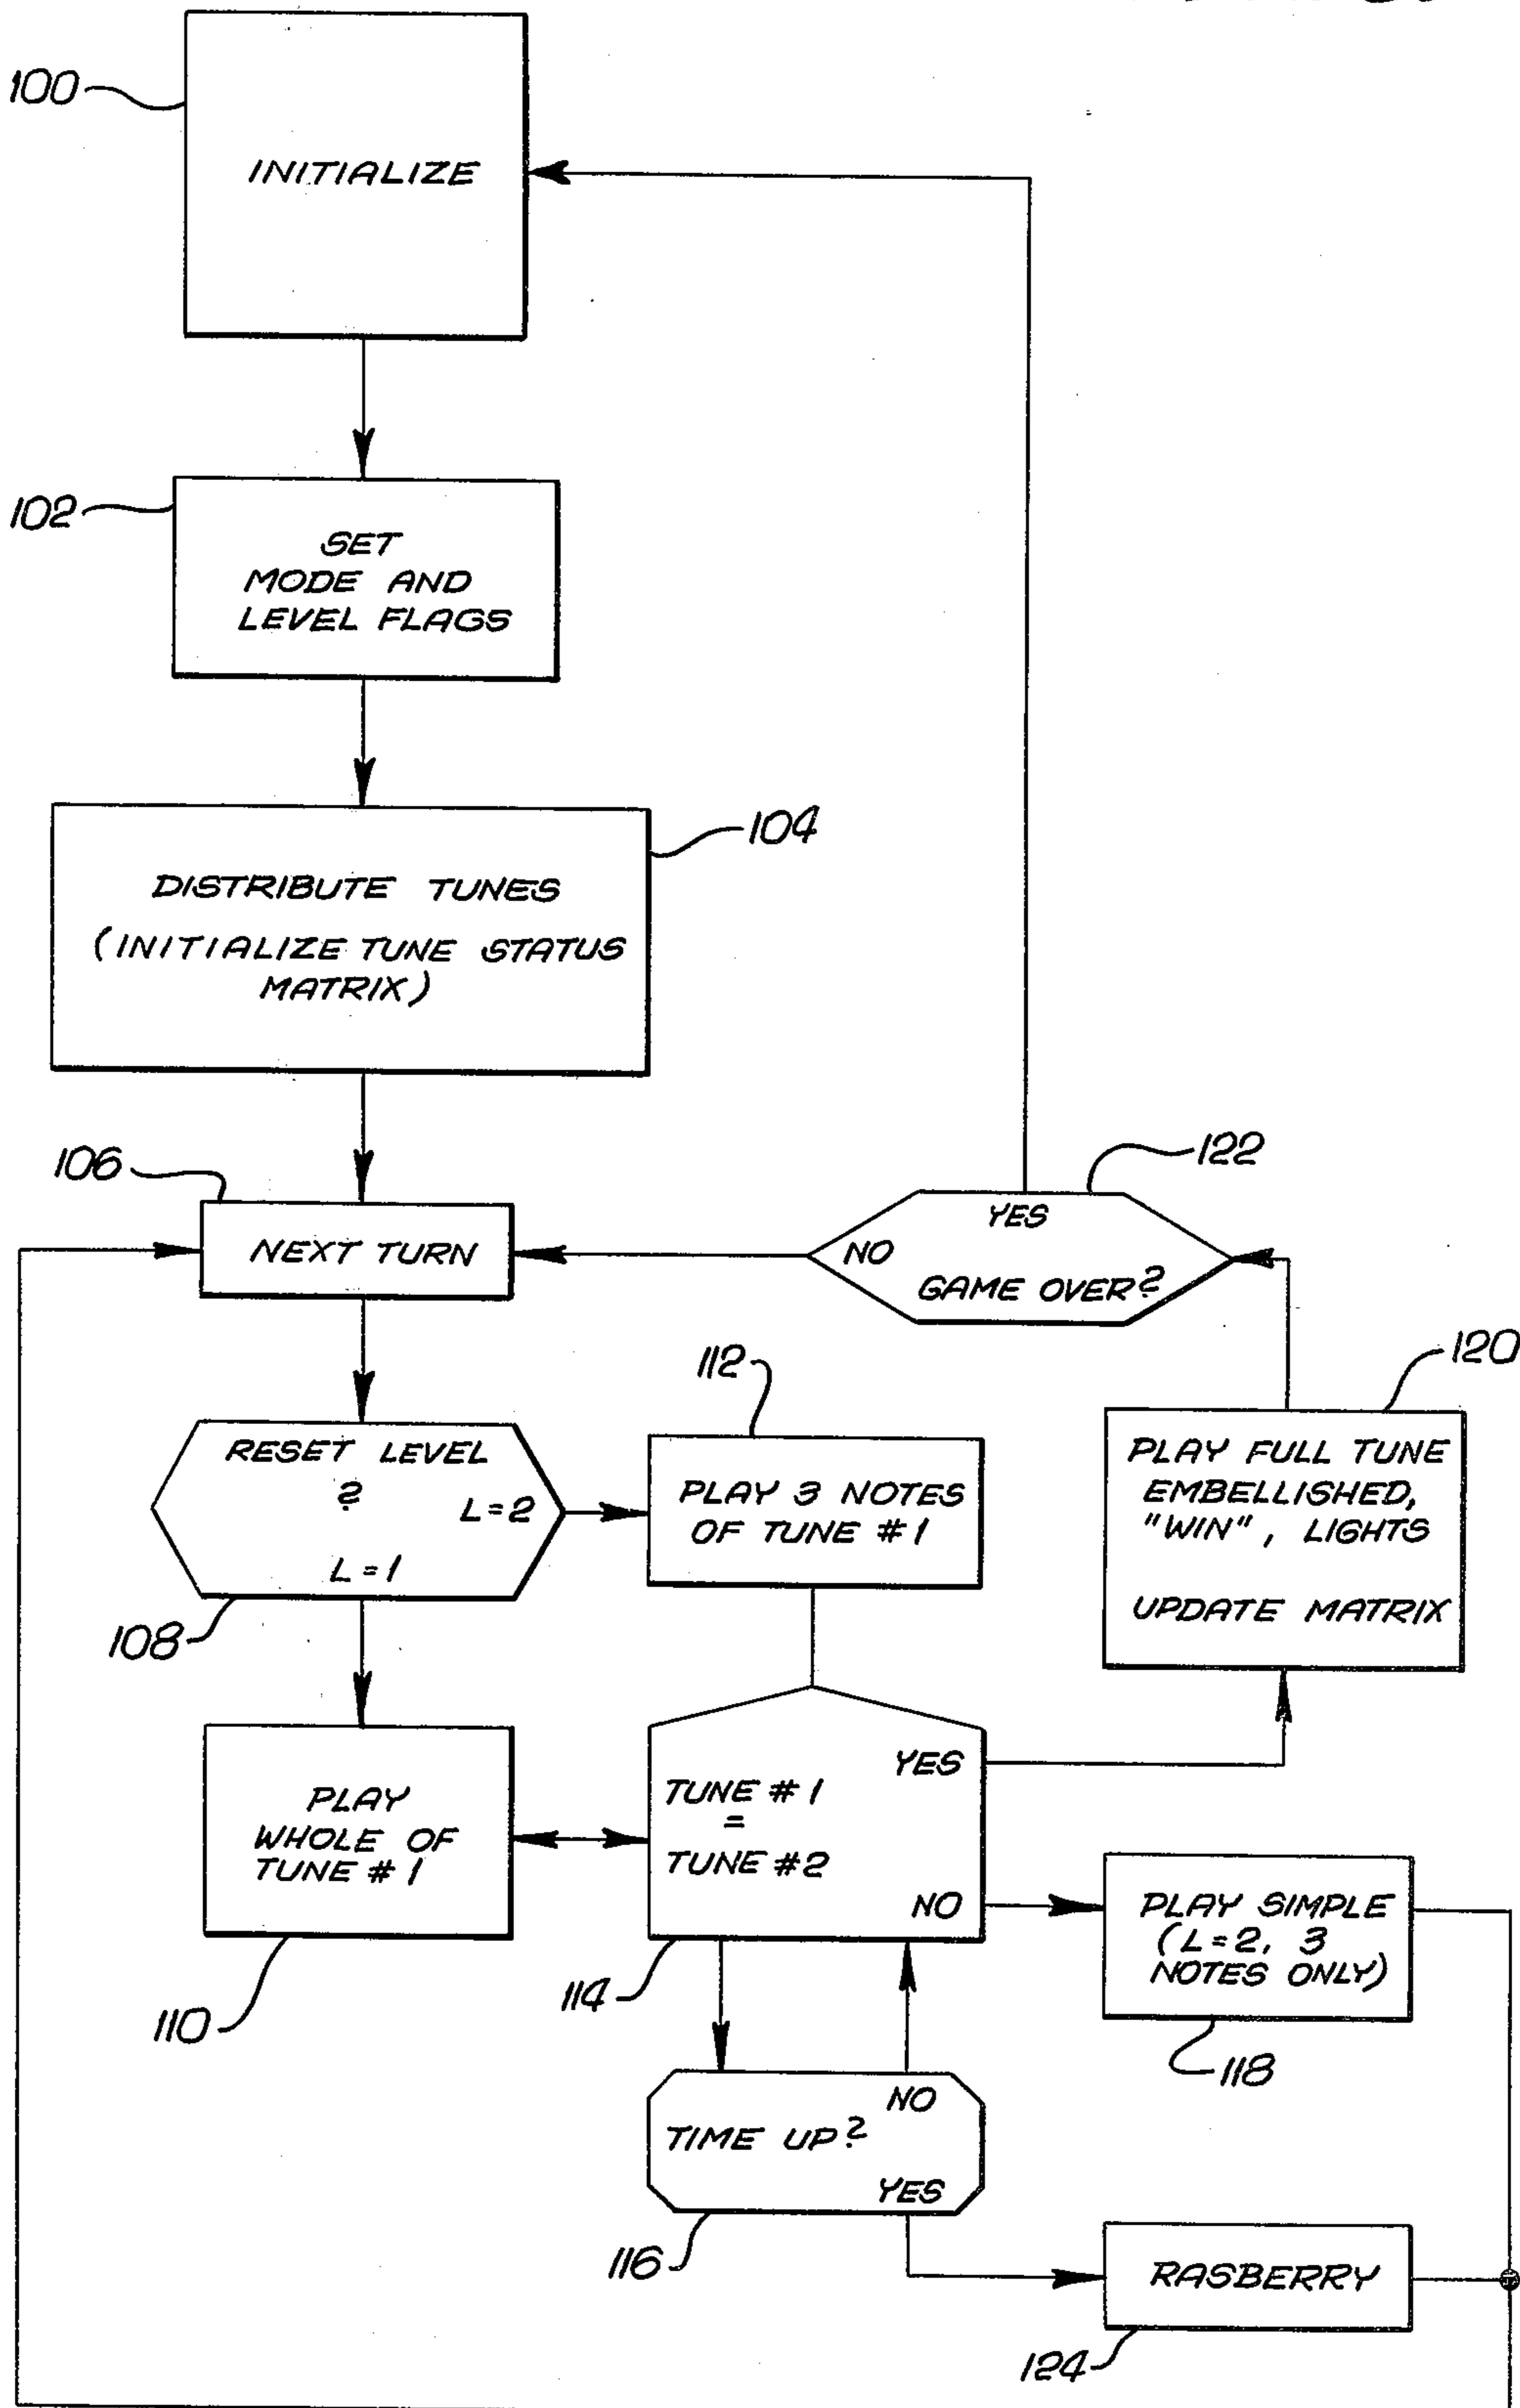 100
INITIALIZE
102
SET
MODE AND
LEVEL FLAGS
104
DISTRIBUTE TUNES
(INITIALIZE TUNE STATUS
MATRIX)
106
NEXT TURN
122
YES
NO
GAME OVER?
108
RESET LEVEL
?
L=2
L=1
112
PLAY 3 NOTES
OF TUNE #1
120
PLAY FULL TUNE
EMBELLISHED,
"WIN", LIGHTS
UPDATE MATRIX
110
PLAY
WHOLE OF
TUNE #1
114
YES
TUNE #1
=
TUNE #2
NO
118
PLAY SIMPLE
(L=2, 3
NOTES ONLY)
116
NO
TIME UP?
YES
124
RASBERRY